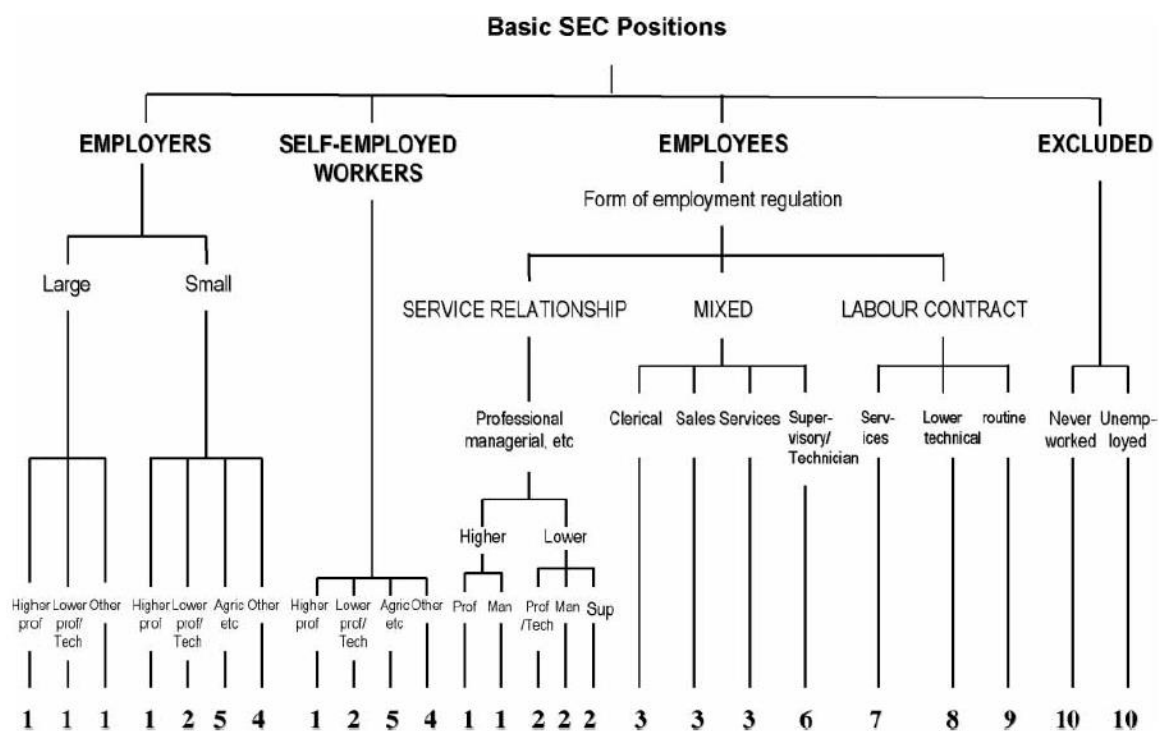 Basic SEC Positions
EMPLOYERS
SELF-EMPLOYED
WORKERS
EMPLOYEES
EXCLUDED
Form of employment regulation
Large
Small
SERVICE RELATIONSHIP
MIXED
LABOUR CONTRACT
Professional
managerial, etc
Clerical
Sales
Services
Super-
visory/
Technician
Serv-
ices
Lower
technical
routine
Never
worked
Unemp-
loyed
Higher
Lower
Higher
prof
Lower
prof/
Tech
Other
Higher
prof
Lower
prof/
Tech
Agric
etc
Other
Higher
prof
Lower
prof/
Tech
Agric
etc
Other
Prof
Man
Prof
/Tech
Man
Sup
1 1 1 1 2 5 4 1 2 5 4 1 1 2 2 2 3 3 3 6 7 8 9 10 10